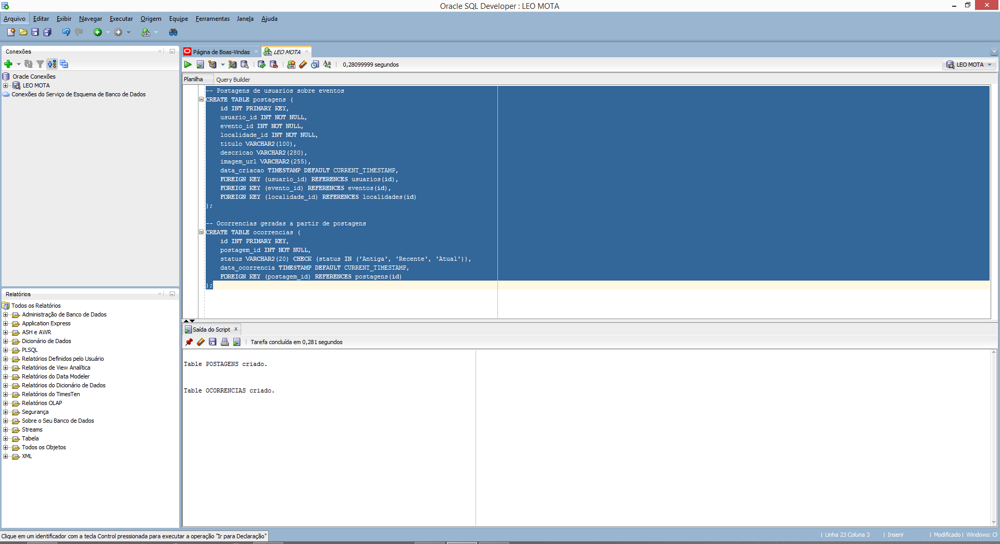 Oracle SQL Developer : LEO MOTA
Arquivo Editar Exibir Navegar Executar Origem Equipe Ferramentas Janela Ajuda
Conexões
Oracle Conexões
LEO MOTA
Conexões do Serviço de Esquema de Banco de Dados
Relatórios
Todos os Relatórios
Administração de Banco de Dados
Application Express
ASH e AWR
Dicionário de Dados
PLSQL
Relatórios Definidos pelo Usuário
Relatórios de View Analítica
Relatórios do Data Modeler
Relatórios do Dicionário de Dados
Relatórios do TimesTen
Relatórios OLAP
Segurança
Sobre o Seu Banco de Dados
Streams
Tabela
Todos os Objetos
XML
Página de Boas-Vindas
LEO MOTA
0,28099999 segundos
LEO MOTA
Planilha
Query Builder
-- Postagens de usuarios sobre eventos
CREATE TABLE postagens (
id INT PRIMARY KEY,
usuario_id INT NOT NULL,
evento_id INT NOT NULL,
localidade_id INT NOT NULL,
titulo VARCHAR2(100),
descricao VARCHAR2(280),
imagem_url VARCHAR2(255),
data_criacao TIMESTAMP DEFAULT CURRENT_TIMESTAMP,
FOREIGN KEY (usuario_id) REFERENCES usuarios(id),
FOREIGN KEY (evento_id) REFERENCES eventos(id),
FOREIGN KEY (localidade_id) REFERENCES localidades(id)
);
-- Ocorrencias geradas a partir de postagens
CREATE TABLE ocorrencias (
id INT PRIMARY KEY,
postagem_id INT NOT NULL,
status VARCHAR2(20) CHECK (status IN ('Antiga', 'Recente', 'Atual')),
data_ocorrencia TIMESTAMP DEFAULT CURRENT_TIMESTAMP,
FOREIGN KEY (postagem_id) REFERENCES postagens(id)
);
Saída do Script
Tarefa concluída em 0,281 segundos
Table POSTAGENS criado.
Table OCORRENCIAS criado.
Clique em um identificador com a tecla Control pressionada para executar a operação "Ir para Declaração"
| Linha 23 Coluna 3 | Inserir | Modificado | Windows: CF